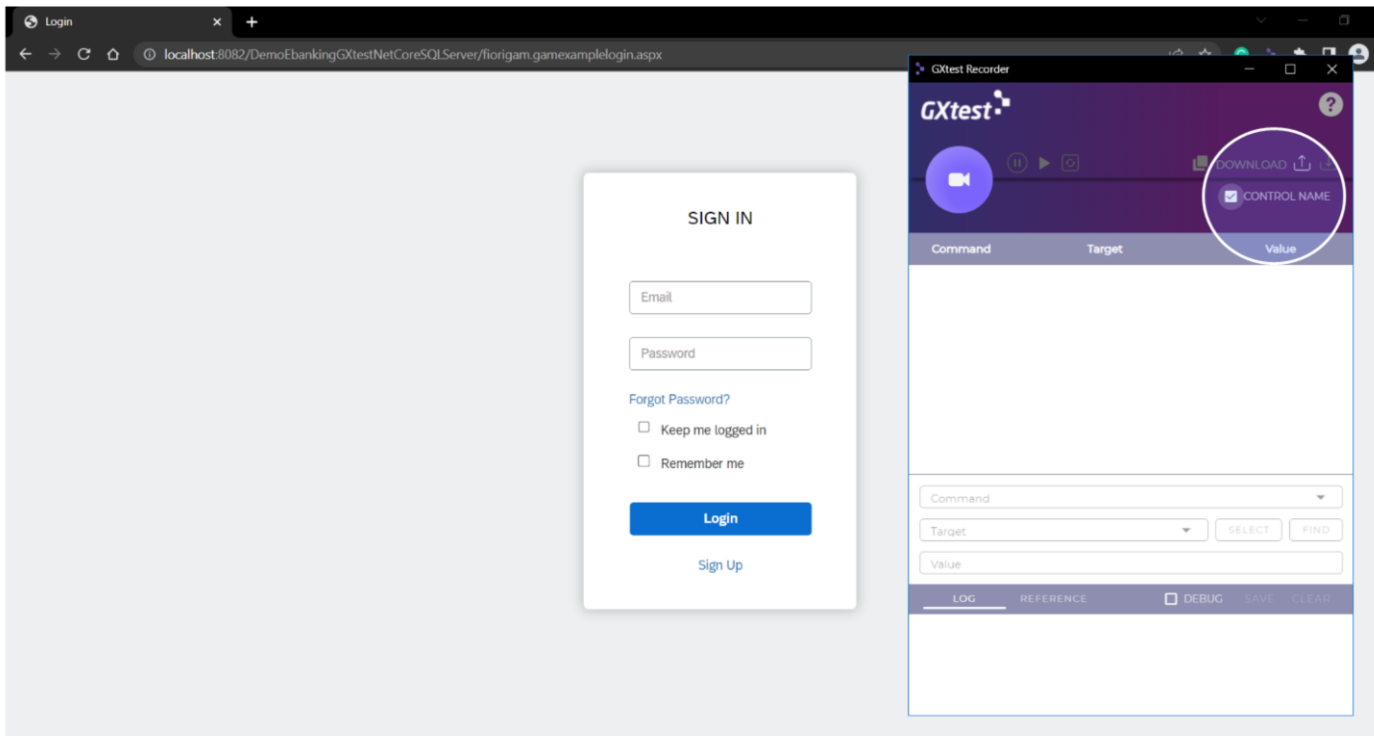 Login
localhost:8082/DemoEbankingGXtestNetCoreSQLServer/fiorigam.gamexamplelogin.aspx
SIGN IN
Email
Password
Forgot Password?
Keep me logged in
Remember me
Login
Sign Up
GXtest Recorder
GXtest
?
DOWNLOAD
CONTROL NAME
Command Target Value
Command
Target SELECT FIND
Value
LOG REFERENCE DEBUG SAVE CLEAR